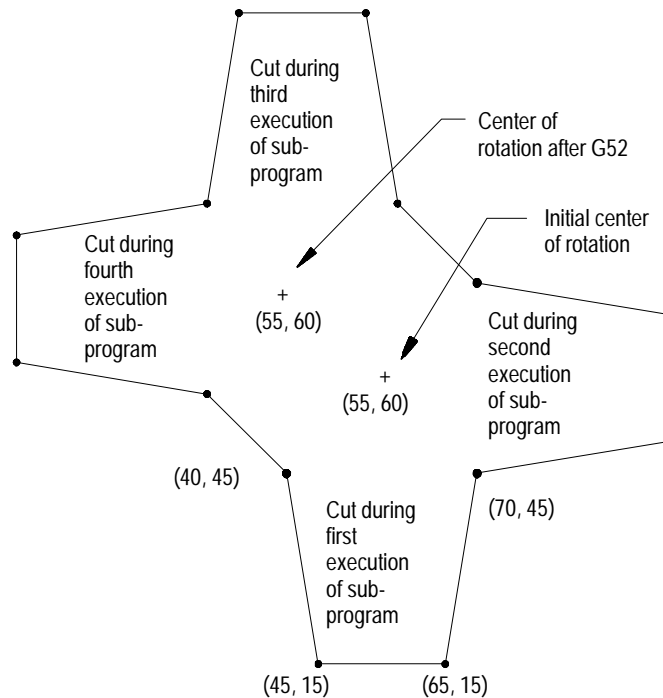 Cut during
third
execution
of sub-
program
Center of
rotation after G52
Initial center
of rotation
Cut during
fourth
execution
of sub-
program
+
(55, 60)
Cut during
second
execution
of sub-
program
+
(55, 60)
(40, 45)
(70, 45)
Cut during
first
execution
of sub-
program
(45, 15)
(65, 15)